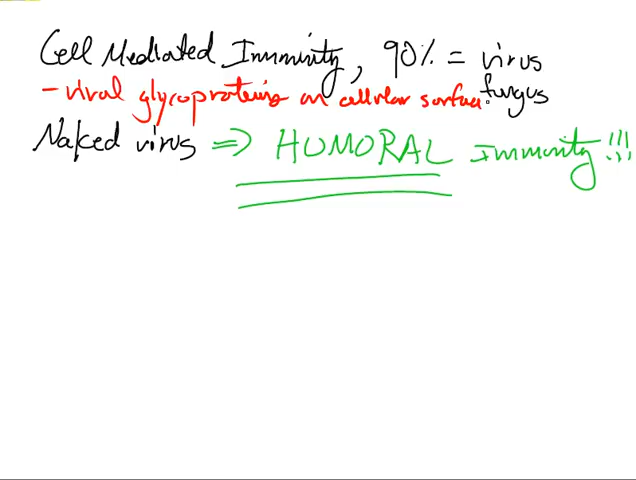 Cell Mediated Immunity, 90% = virus
fungus
- viral glycoproteins on cellular surface.
Naked virus => HUMORAL Immunity !!!